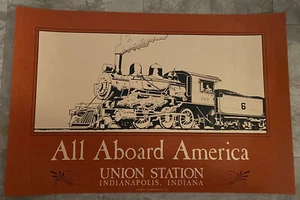 6
All Aboard America
UNION STATION
INDIANAPOLIS, INDIANA